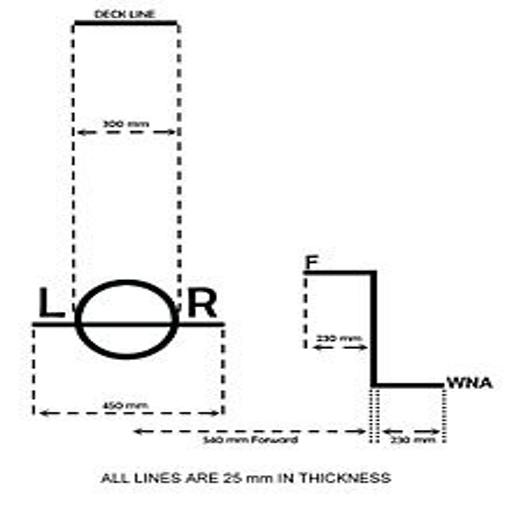 DECK LINE
300 mm
L R
F
230 mm
WNA
450 mm
540 mm Forward
230 mm
ALL LINES ARE 25 mm IN THICKNESS